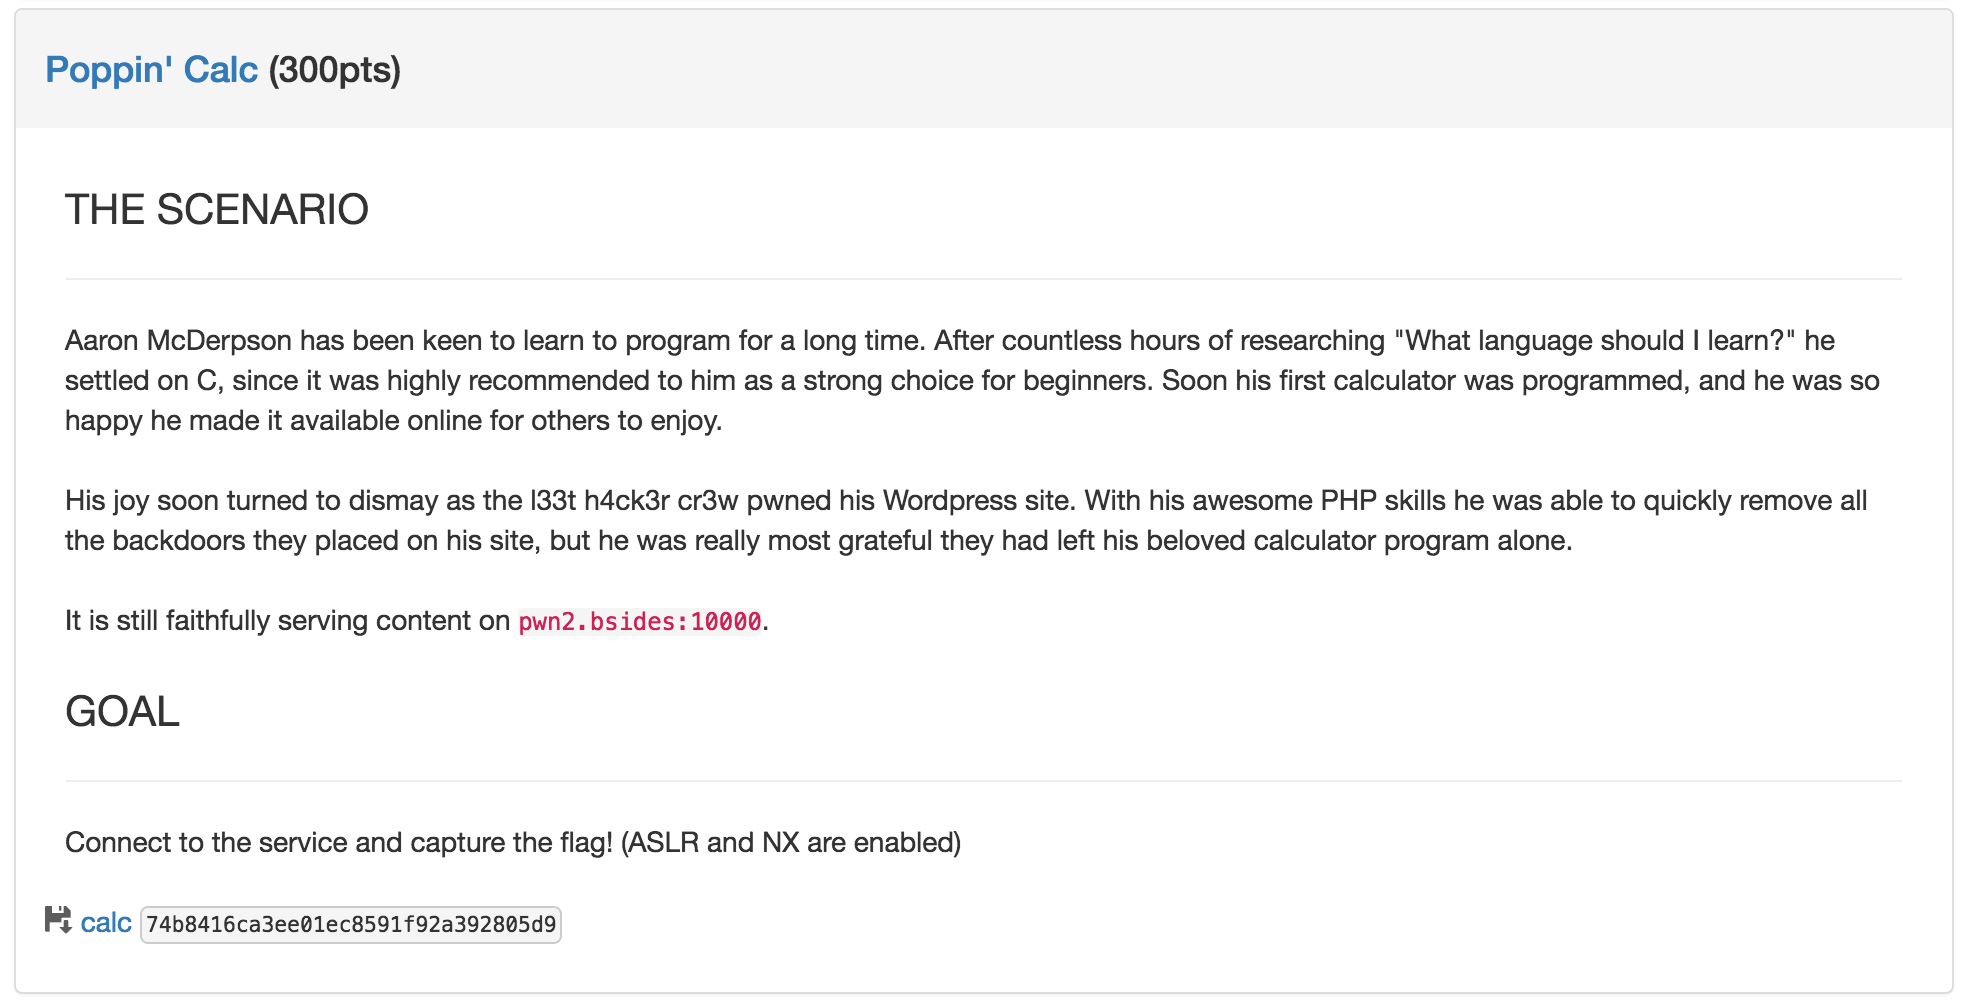 Poppin' Calc (300pts)
THE SCENARIO
Aaron McDerpson has been keen to learn to program for a long time. After countless hours of researching "What language should I learn?" he
settled on C, since it was highly recommended to him as a strong choice for beginners. Soon his first calculator was programmed, and he was so
happy he made it available online for others to enjoy.
His joy soon turned to dismay as the l33t h4ck3r cr3w pwned his Wordpress site. With his awesome PHP skills he was able to quickly remove all
the backdoors they placed on his site, but he was really most grateful they had left his beloved calculator program alone.
It is still faithfully serving content on pwn2.bsides:10000.
GOAL
Connect to the service and capture the flag! (ASLR and NX are enabled)
calc 74b8416ca3ee01ec8591f92a392805d9